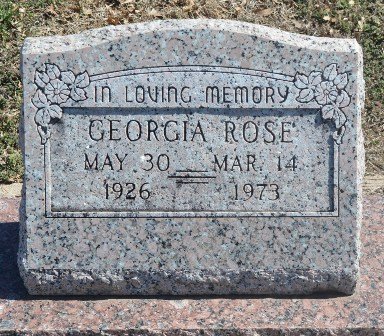 IN LOVING MEMORY
GEORGIA ROSE
MAY 30 MAR. 14
1926 1973